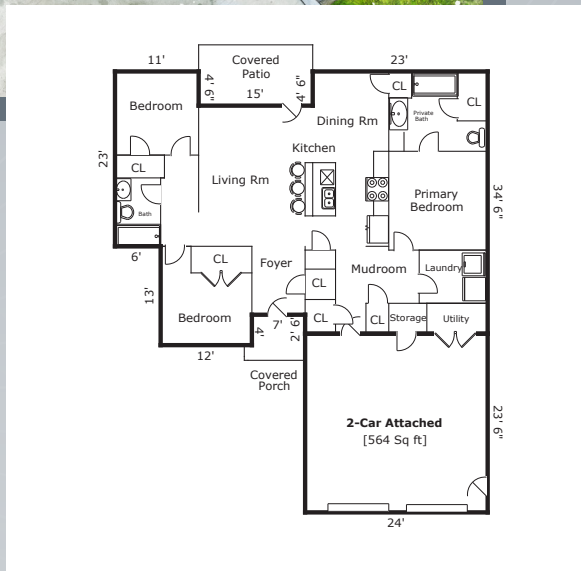 11'
Covered
Patio
23'
4' 6"
15'
4' 6"
CL
CL
Bedroom
Private
Bath
Dining Rm
Kitchen
23'
CL
Living Rm
Primary
Bedroom
34' 6"
Bath
6'
CL
Foyer
Mudroom
Laundry
CL
13'
Bedroom
4'
7'
2' 6"
CL
CL
Storage
Utility
12'
Covered
Porch
2-Car Attached
[564 Sq ft]
23' 6"
24'